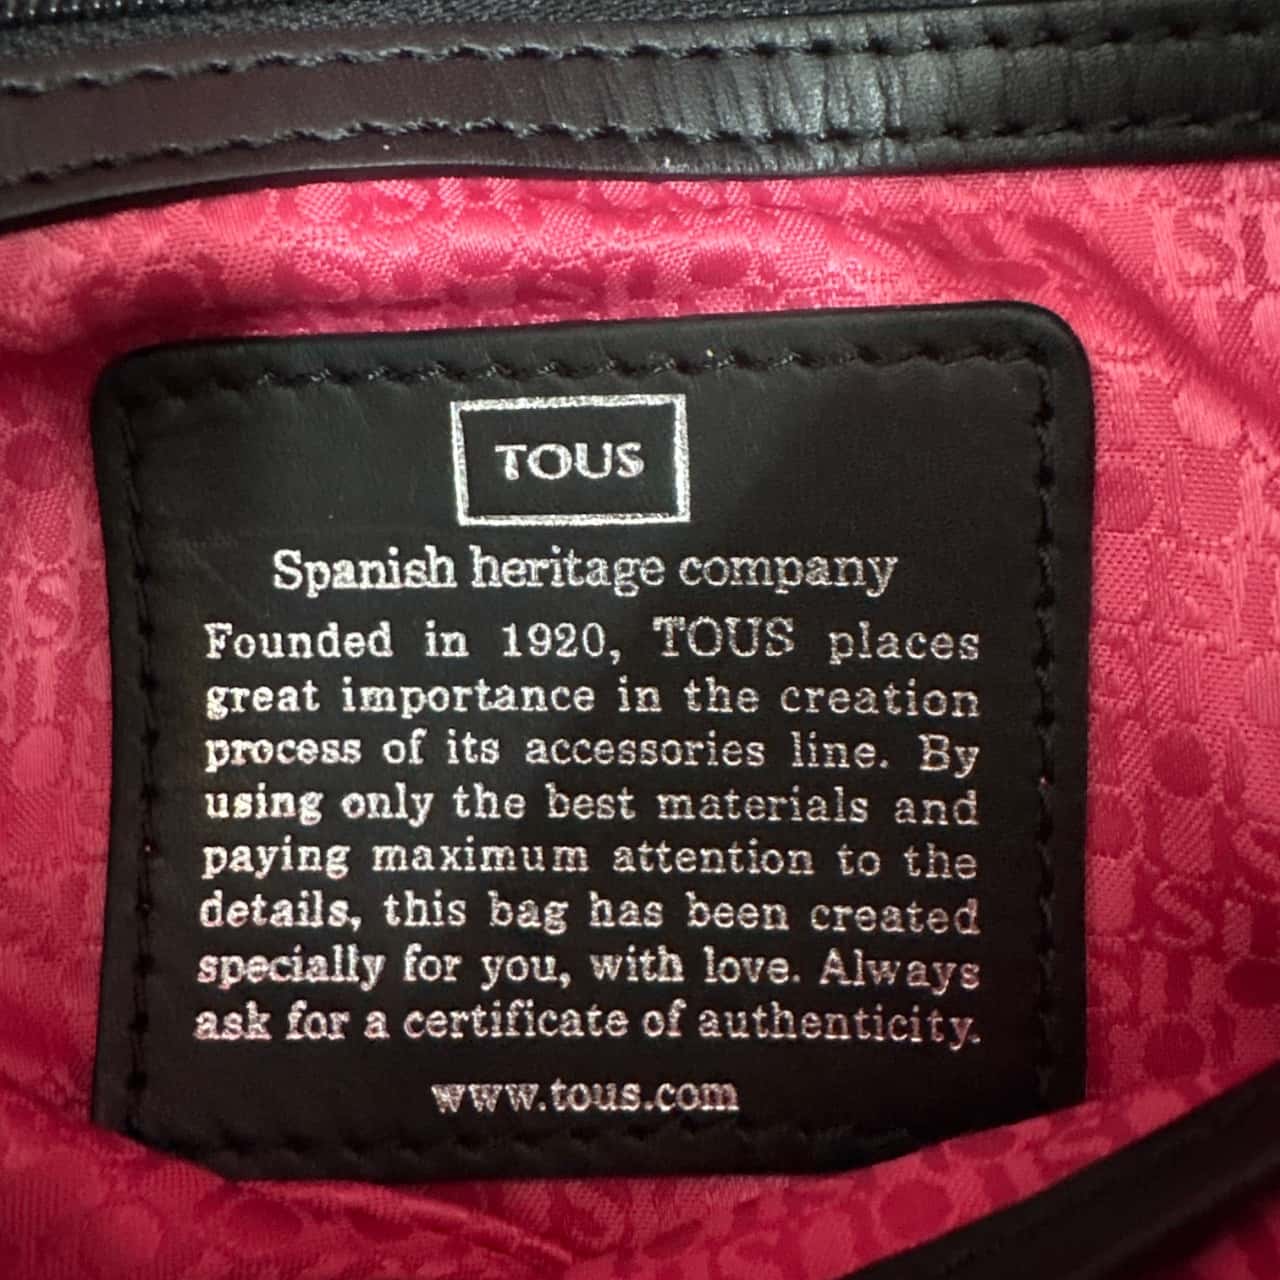 TOUS
Spanish heritage company
Founded in 1920, TOUS places
great importance in the creation
process of its accessories line. By
using only the best materials and
paying maximum attention to the
details, this bag has been created
specially for you, with love. Always
ask for a certificate of authenticity.
www.tous.com